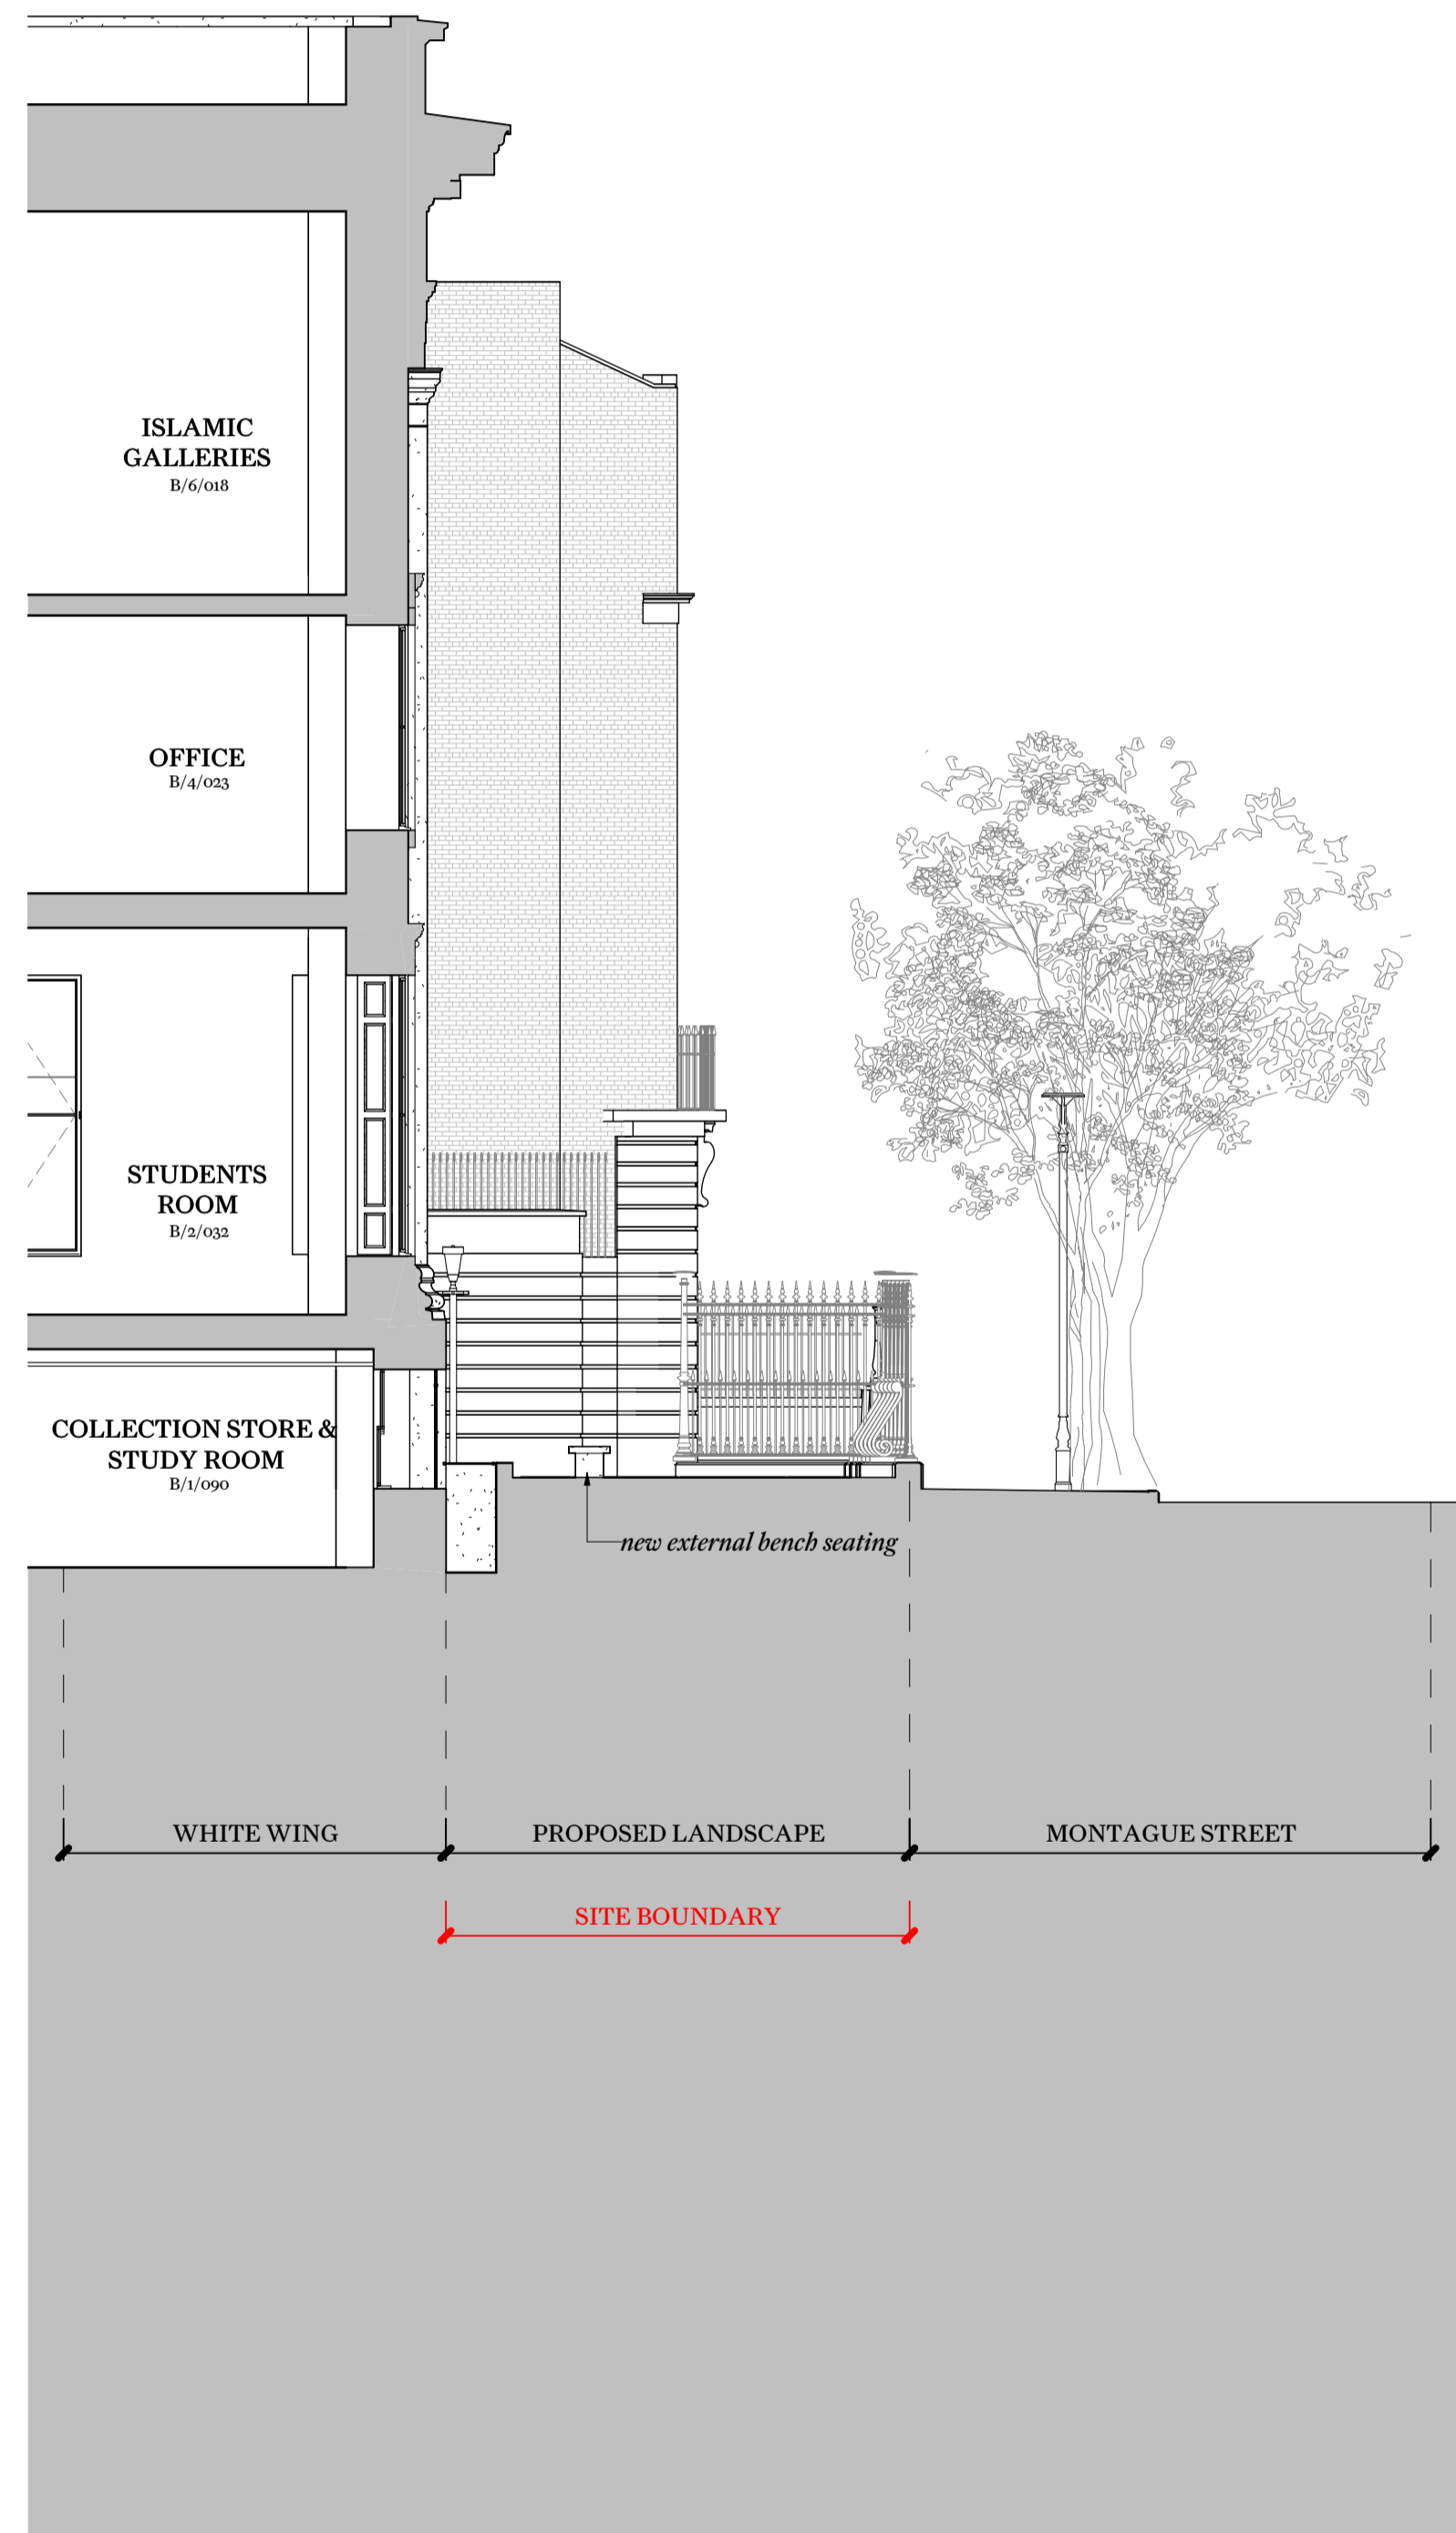 ISLAMIC
GALLERIES
B/6/018
OFFICE
B/4/023
STUDENTS
ROOM
B/2/032
COLLECTION STORE &
STUDY ROOM
B/1/090
new external bench seating
WHITE WING
PROPOSED LANDSCAPE
MONTAGUE STREET
SITE BOUNDARY